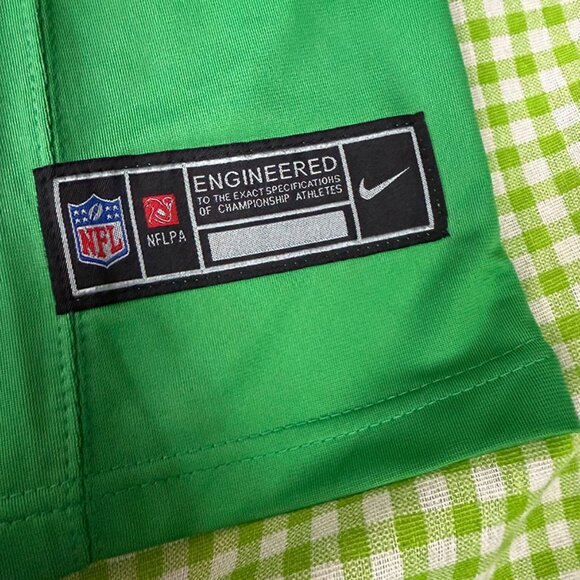 NFL
NFLPA
ENGINEERED
TO THE EXACT SPECIFICATIONS
OF CHAMPIONSHIP ATHLETES